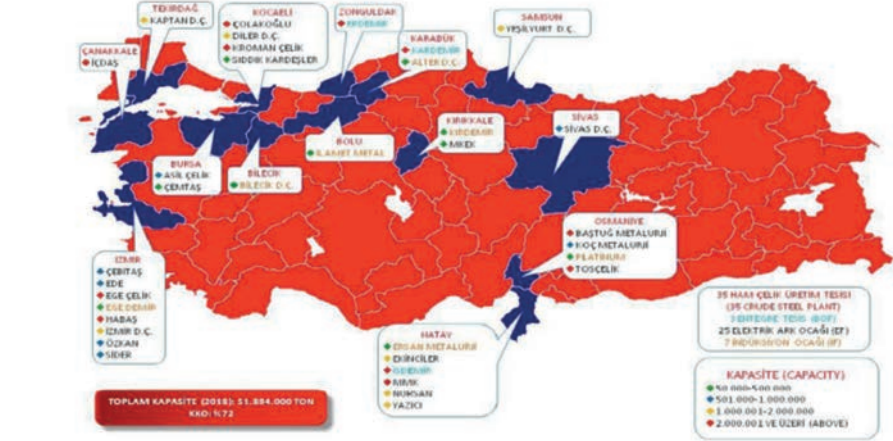 TEKİRDAĞ
KAPTAN D.Ç.
KOCAELİ
ÇOLAKOĞLU
DİLER D.Ç.
KROMAN ÇELİK
SIDDIK KARDEŞLER
ZONGULDAK
ERDEMİR
SAMSUN
YEŞİLYURT D.Ç.
KARABÜK
KARDEMİR
ALTER D.Ç.
ÇANAKKALE
İÇDAŞ
KIRIKKALE
KIRDEMİR
MKEK
SİVAS
SİVAS D.Ç.
BOLU
BURSA
ASİL ÇELİK
ÇEMTAŞ
BİLECİK
BİLECİK D.Ç.
OSMANİYE
BAŞTUĞ METALURJİ
KOÇ METALURJİ
PLATINUM
TOSÇELİK
İZMİR
ÇEBİTAŞ
EDE
EGE ÇELİK
EGE DEMİR
HABAŞ
İZMİR D.Ç.
ÖZKAN
SİDER
HATAY
ERSAN METALURJİ
EKİNCİLER
İSDEMİR
MMK
NURSAN
YAZICI
35 HAM ÇELİK ÜRETİM TESİSİ
(35 CRUDE STEEL PLANT)
3 ENTEGRE TESİS (BOF)
25 ELEKTRİK ARK OCAĞI (EF)
7 İNDÜKSİYON OCAĞI (IF)
KAPASİTE (CAPACITY)
50.000-500.000
501.000-1.000.000
1.000.001-2.000.000
2.000.001 VE ÜZERİ (ABOVE)
TOPLAM KAPASİTE (2018): 51.884.000 TON
KKO: %72